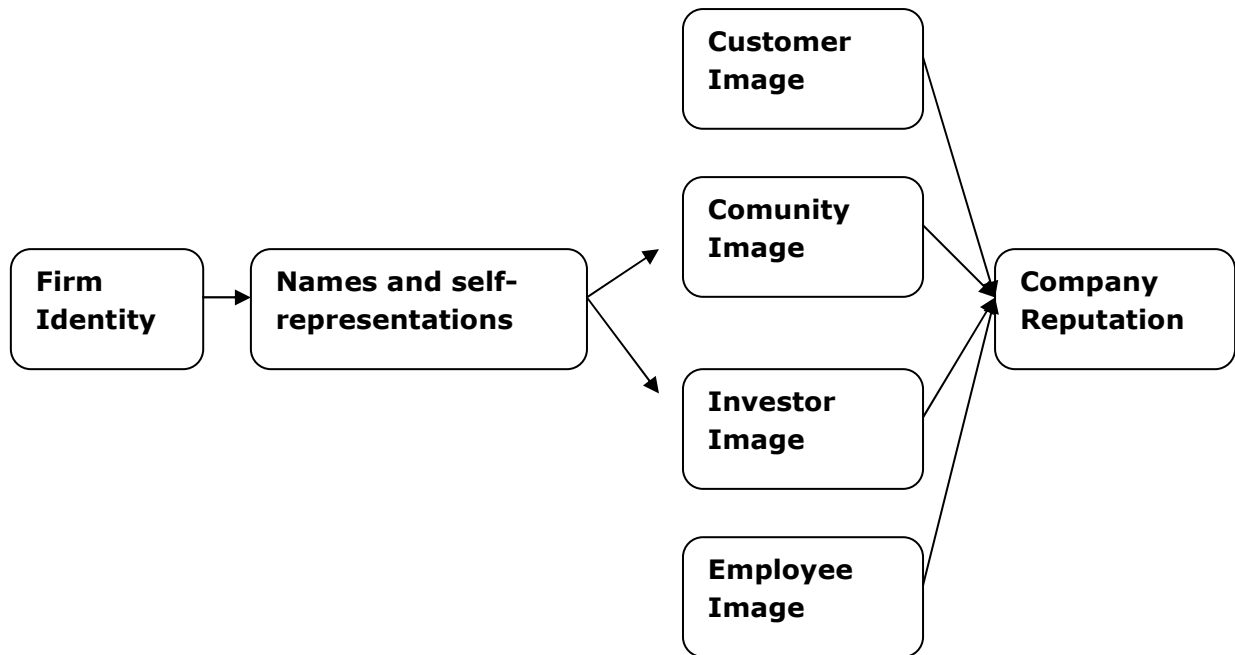 Firm
Identity
Names and self-
representations
Customer
Image
Comunity
Image
Investor
Image
Employee
Image
Company
Reputation